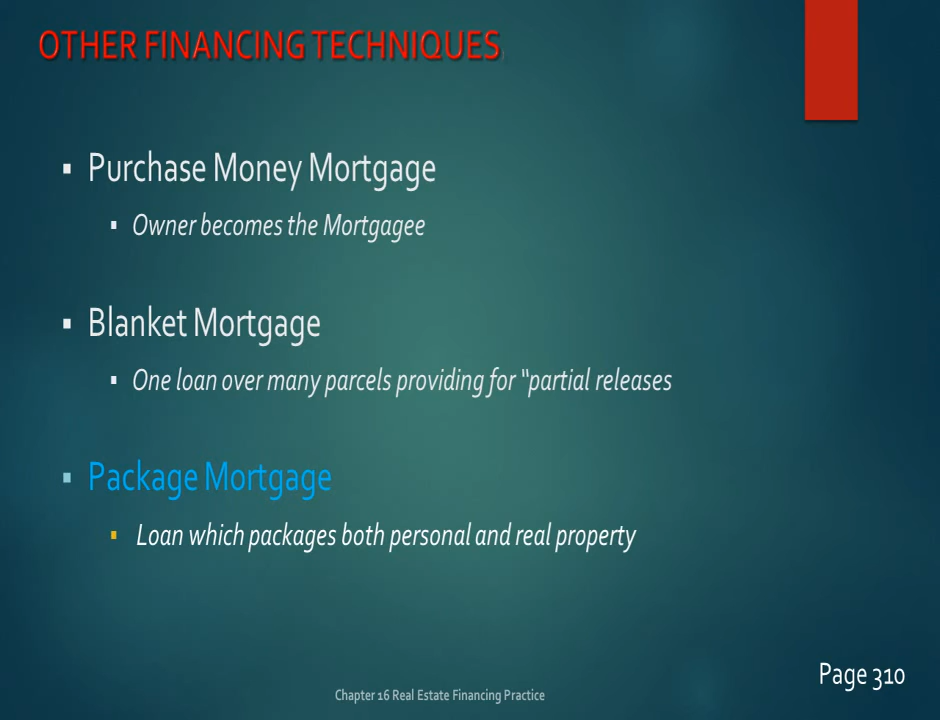 OTHER FINANCING TECHNIQUES
▪ Purchase Money Mortgage
▪ Owner becomes the Mortgagee
▪ Blanket Mortgage
▪ One loan over many parcels providing for “partial releases
▪ Package Mortgage
▪ Loan which packages both personal and real property
Page 310
Chapter 16 Real Estate Financing Practice